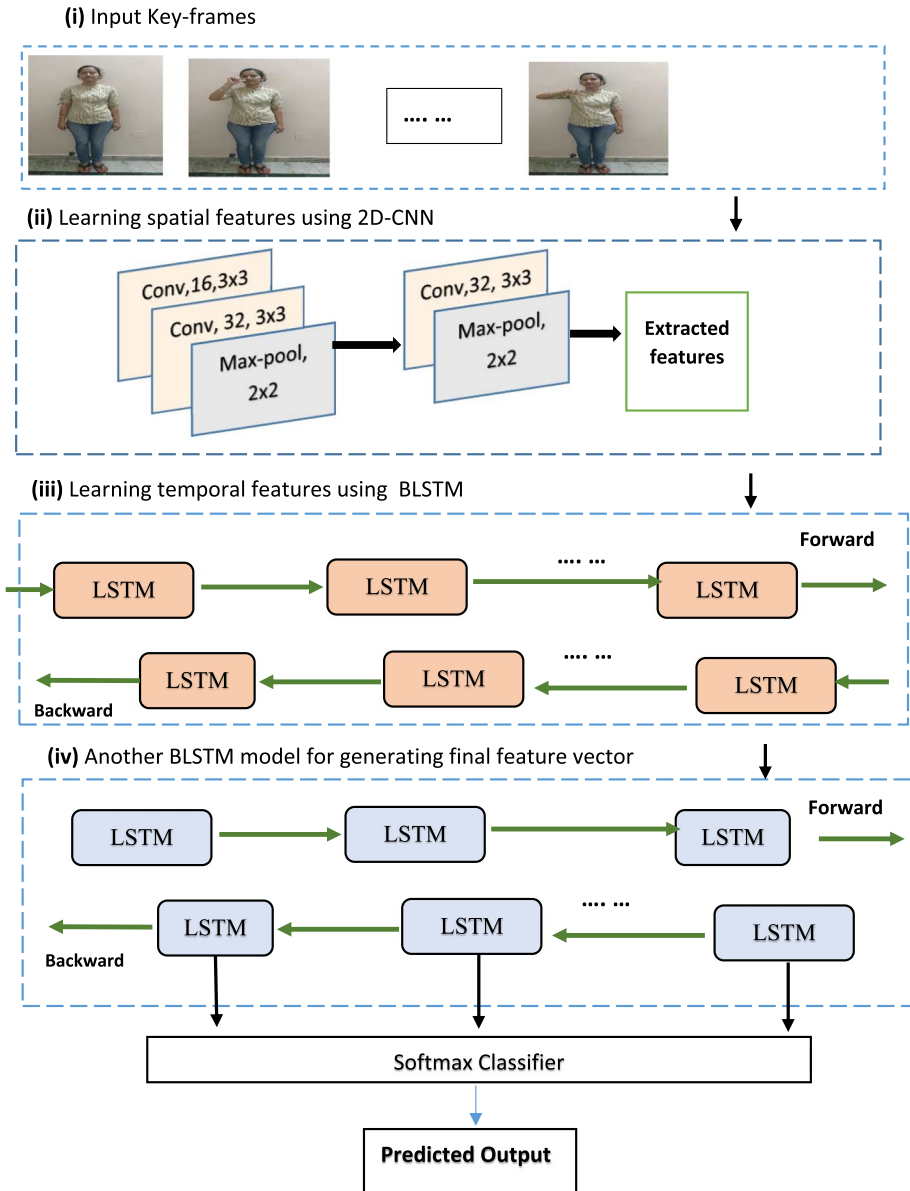 (i) Input Key-frames
.... ...
(ii) Learning spatial features using 2D-CNN
Conv,16,3x3
Conv, 32, 3x3
Max-pool,
2x2
Conv,32, 3x3
Max-pool,
2x2
Extracted
features
(iii) Learning temporal features using BLSTM
Forward
.... ...
LSTM
LSTM
LSTM
.... ...
LSTM
LSTM
LSTM
Backward
(iv) Another BLSTM model for generating final feature vector
Forward
LSTM
LSTM
LSTM
.... ...
LSTM
LSTM
LSTM
Backward
Softmax Classifier
Predicted Output